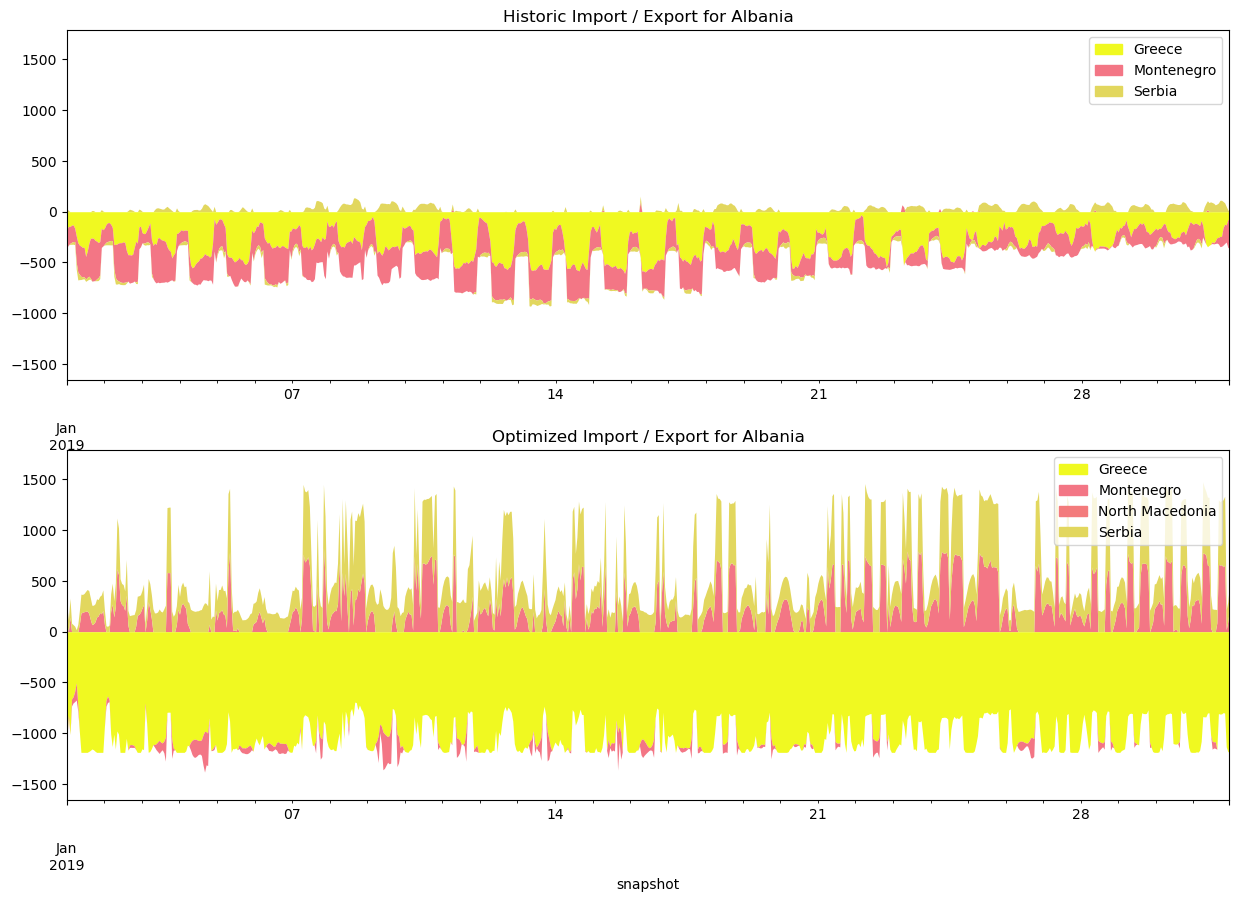 Historic Import / Export for Albania
1500
1000
500
0
−500
−1000
−1500
Greece
Montenegro
Serbia
07
14
21
28
Jan
2019
Optimized Import / Export for Albania
1500
1000
500
0
−500
−1000
−1500
Greece
Montenegro
North Macedonia
Serbia
07
14
21
28
Jan
2019
snapshot